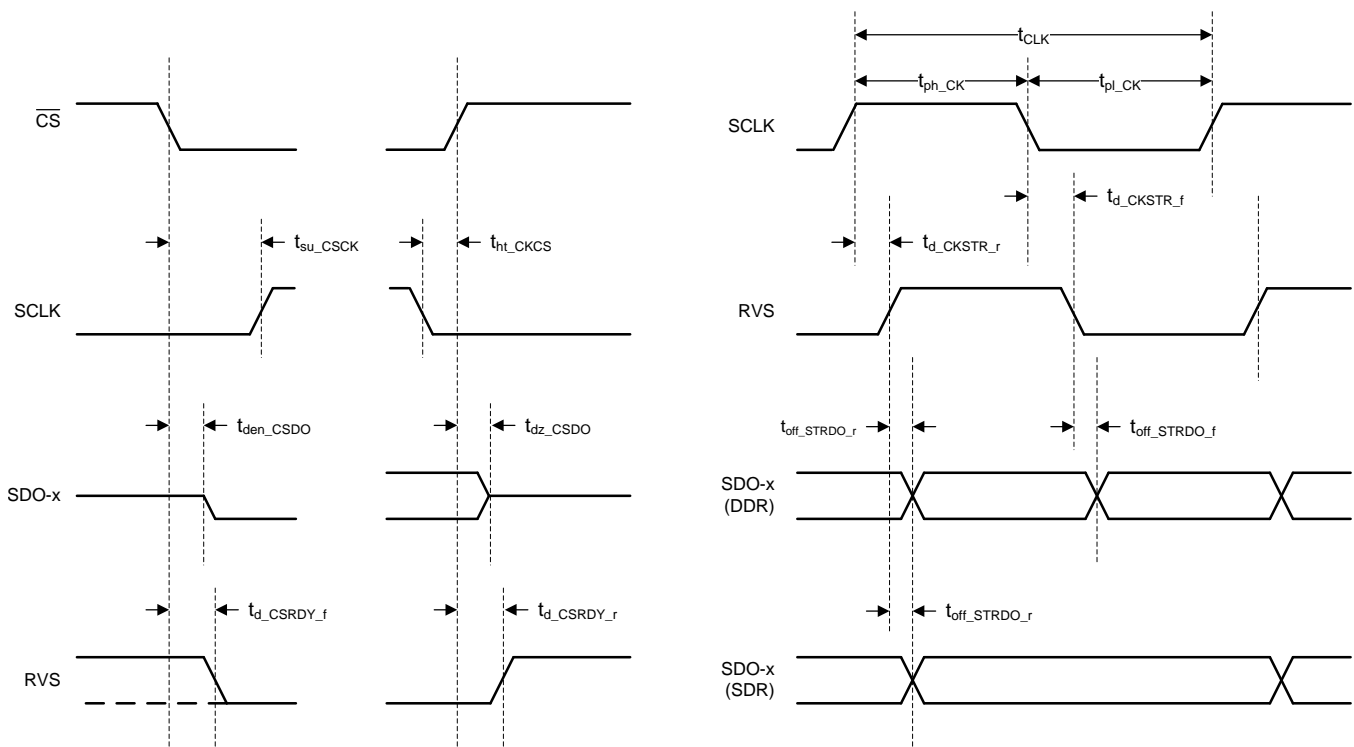 CS
t_su_CSCK
t_ht_CKCS
SCLK
t_den_CSDO
t_dz_CSDO
SDO-x
t_d_CSRDY_f
t_d_CSRDY_r
RVS
t_CLK
t_ph_CK
t_pl_CK
SCLK
t_d_CKSTR_f
t_d_CKSTR_r
RVS
t_off_STRDO_r
t_off_STRDO_f
SDO-x
(DDR)
t_off_STRDO_r
SDO-x
(SDR)